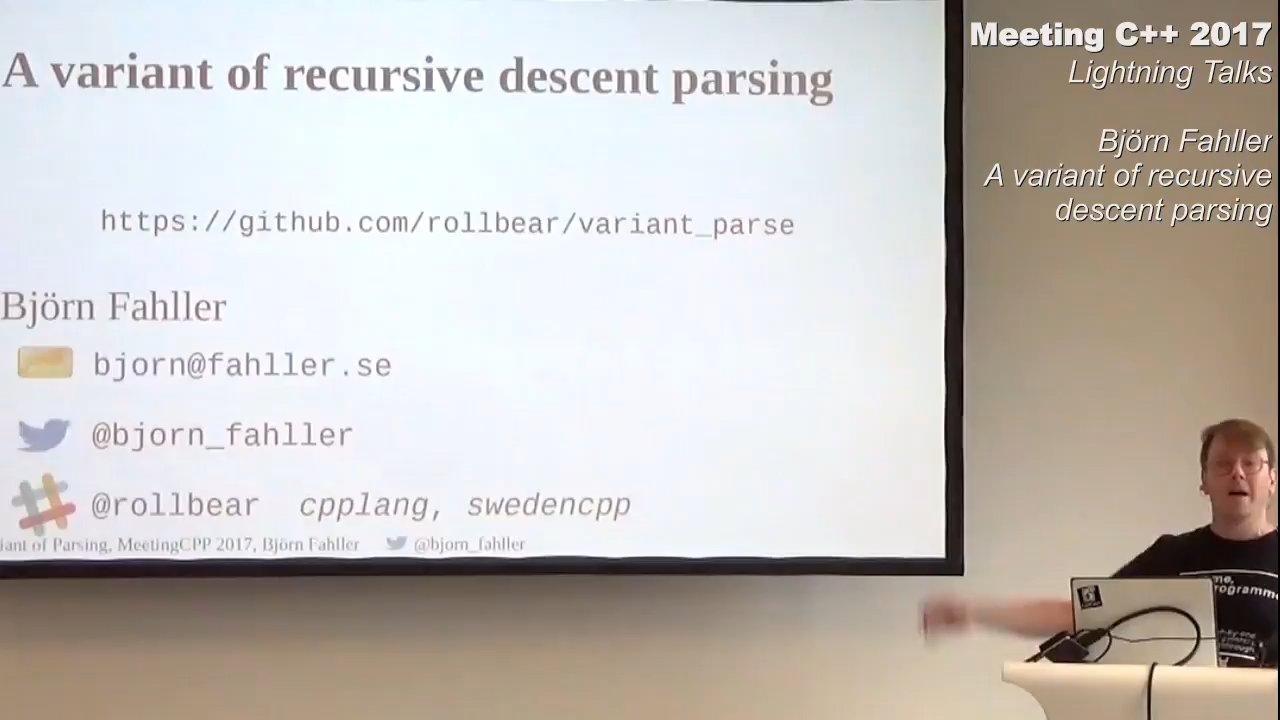 A variant of recursive descent parsing
https://github.com/rollbear/variant_parse
Björn Fahller
bjorn@fahller.se
@bjorn_fahller
@rollbear cpplang, swedencpp
iant of Parsing, MeetingCPP 2017, Björn Fahller @bjorn_fahller
Meeting C++ 2017
Lightning Talks
Björn Fahller
A variant of recursive
descent parsing
me,
rogramme